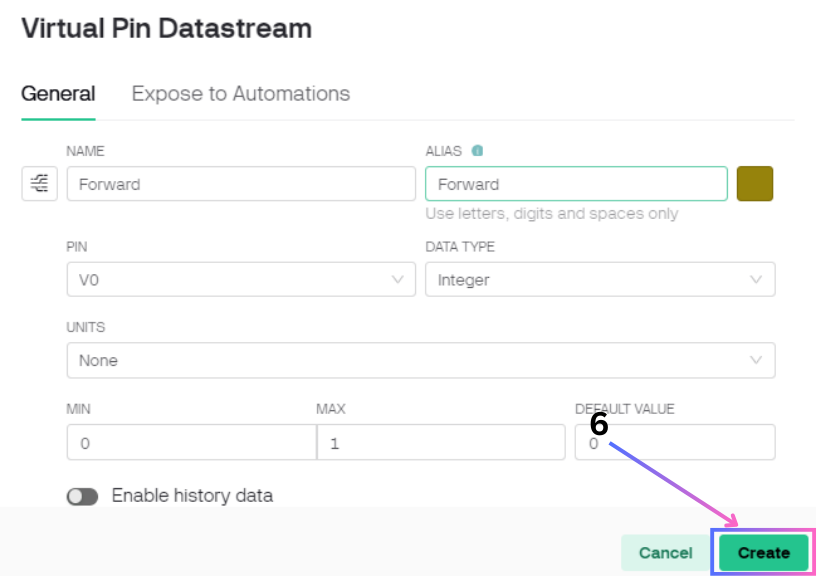 Virtual Pin Datastream
General Expose to Automations
NAME ALIAS
Forward Forward
Use letters, digits and spaces only
PIN DATA TYPE
V0 Integer
UNITS
None
MIN MAX DEFAULT VALUE
6
0 1 0
Enable history data
Cancel Create